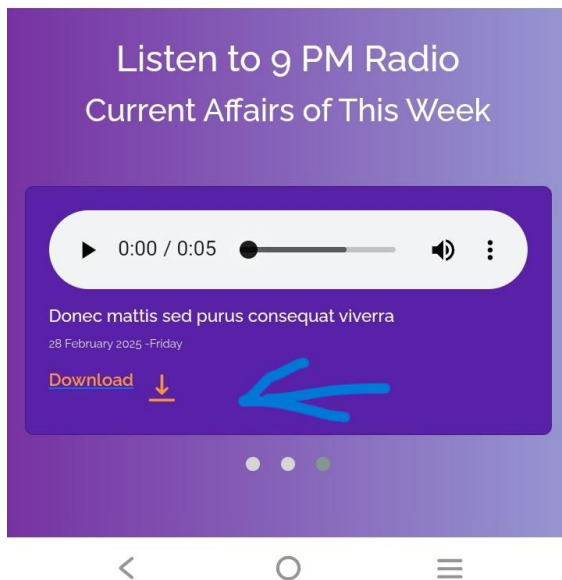 Listen to 9 PM Radio
Current Affairs of This Week
0:00 / 0:05
Donec mattis sed purus consequat viverra
28 February 2025 -Friday
Download